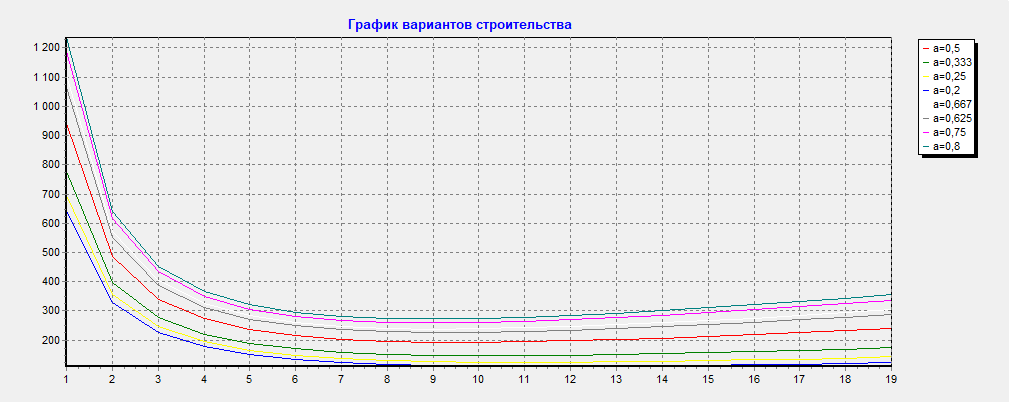 График вариантов строительства
1 200
1 100
1 000
900
800
700
600
500
400
300
200
1 2 3 4 5 6 7 8 9 10 11 12 13 14 15 16 17 18 19
a=0,5
a=0,333
a=0,25
a=0,2
a=0,667
a=0,625
a=0,75
a=0,8